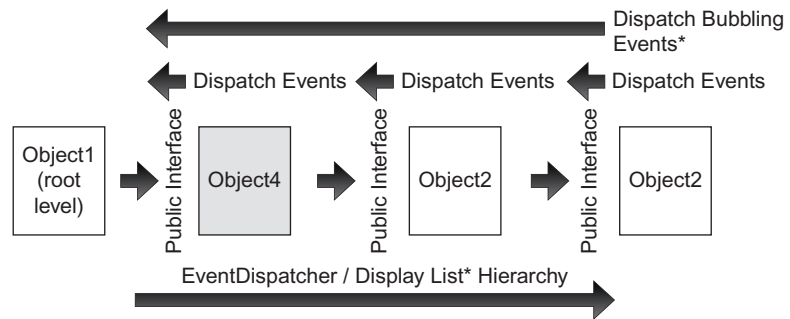 Dispatch Bubbling
Events*
Dispatch Events
Dispatch Events
Dispatch Events
Object1
(root
level)
Public Interface
Object4
Public Interface
Object2
Public Interface
Object2
EventDispatcher / Display List* Hierarchy